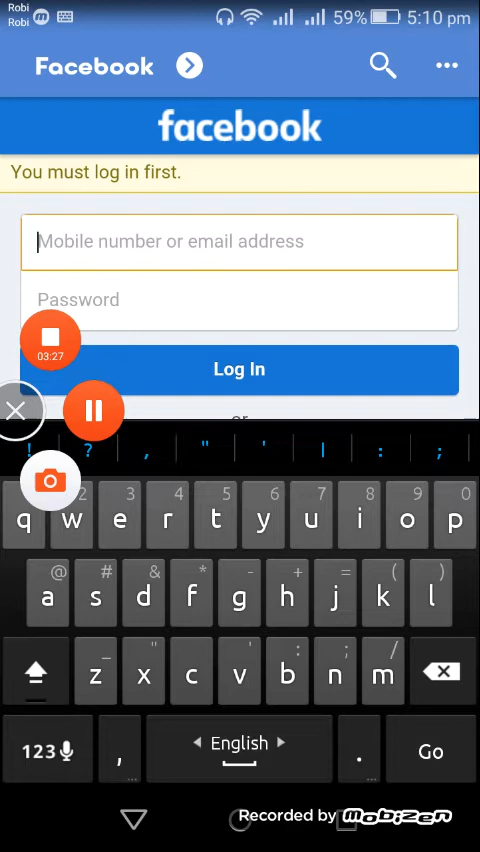 Robi
Robi
59%
5:10 pm
Facebook
facebook
You must log in first.
Mobile number or email address
Password
03:27
Log In
or
! ? , " ' | : ;
1 2 3 4 5 6 7 8 9 0
q w e r t y u i o p
@ # & * - + = ( )
a s d f g h j k l
_ " ' : ; /
z x c v b n m
123 , English . Go
Recorded by Mobizen